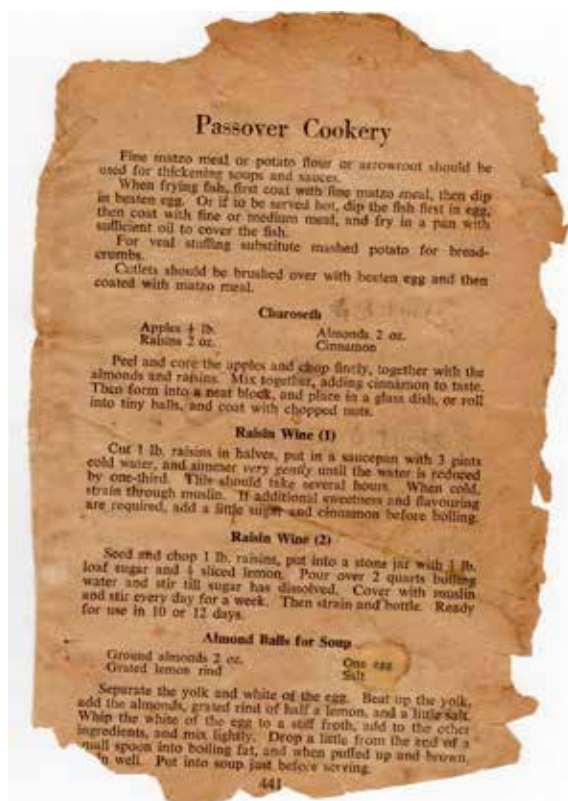 Passover Cookery
Fine matzo meal or potato flour or arrowroot should be
used for thickening soups and sauces.
When frying fish, first coat with fine matzo meal, then dip
in beaten egg. Or if to be served hot, dip the fish first in egg,
then coat with fine or medium meal, and fry in a pan with
sufficient oil to cover the fish.
For veal stuffing substitute mashed potato for bread-
crumbs.
Cutlets should be brushed over with beaten egg and then
coated with matzo meal.
Charoseth
Apples lb. Almonds 2 oz.
Raisins 2 oz. Cinnamon
Peel and core the apples and chop finely, together with the
almonds and raisins. Mix together, adding cinnamon to taste.
Then form into a neat block, and place in a glass dish, or roll
into tiny balls, and coat with chopped nuts.
Raisin Wine (1)
Cut 1 lb. raisins in halves, put in a saucepan with 3 pints
cold water, and simmer very gently until the water is reduced
by one-third. This should take several hours. When cold,
strain through muslin. If additional sweetness and flavouring
are required, add a little sugar and cinnamon before boiling.
Raisin Wine (2)
Seed and chop 1 lb. raisins, put into a stone jar with lb.
loaf sugar and sliced lemon. Pour over 2 quarts boiling
water and stir till sugar has dissolved. Cover with muslin
and stir every day for a week. Then strain and bottle. Ready
for use in 10 or 12 days.
Almond Balls for Soup
Ground almonds 2 oz. One egg
Grated lemon rind Salt
Separate the yolk and white of the egg. Beat up the yolk,
add the almonds, grated rind of half a lemon, and a little salt.
Whip the white of the egg to a stiff froth, add to the other
ingredients, and mix lightly. Drop a little from the end of a
small spoon into boiling fat, and when puffed up and brown,
well. Put into soup just before serving.
441